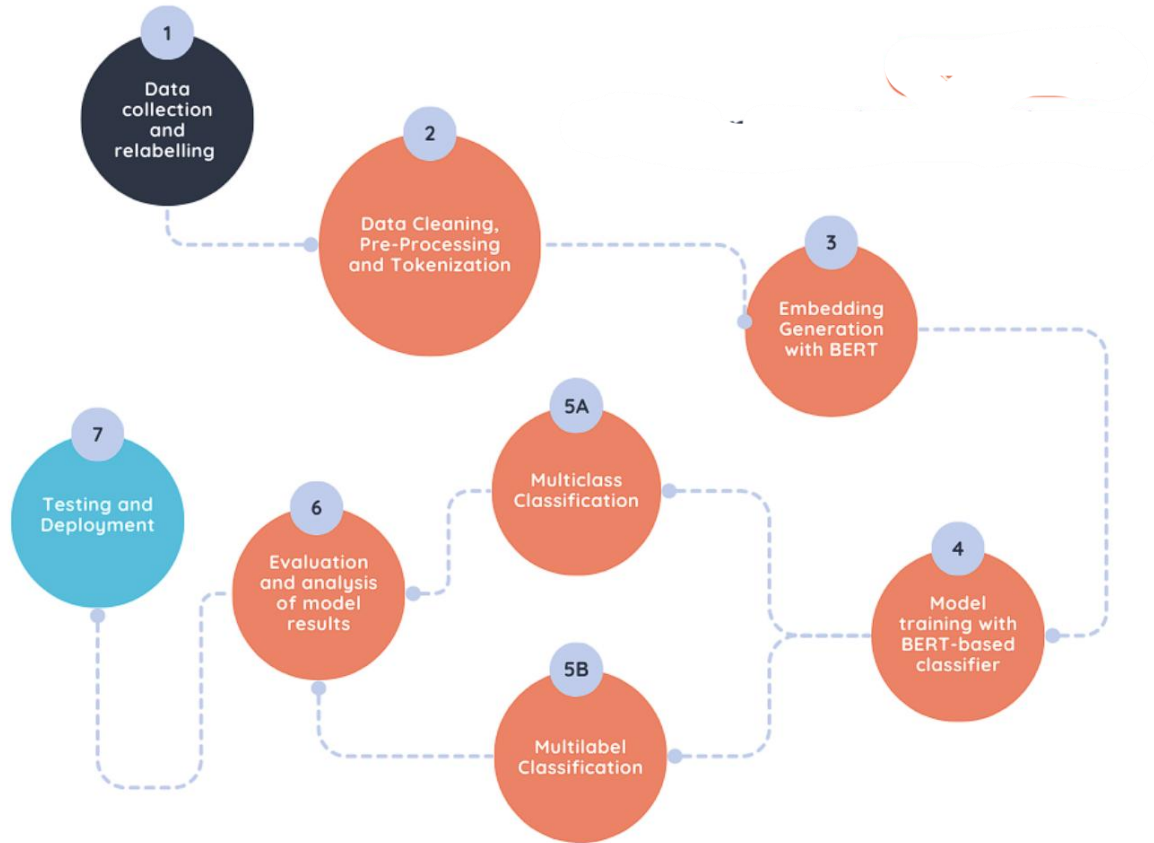 1
Data
collection
and
relabelling
2
Data Cleaning,
Pre-Processing
and Tokenization
3
Embedding
Generation
with BERT
4
Model
training with
BERT-based
classifier
5A
Multiclass
Classification
5B
Multilabel
Classification
6
Evaluation
and analysis
of model
results
7
Testing and
Deployment